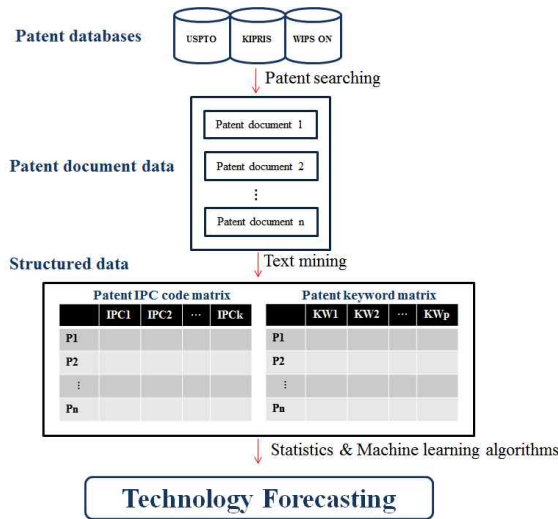 Patent databases
USPTO KIPRIS WIPS ON
Patent searching
Patent document data
Patent document 1
Patent document 2
⋮
Patent document n
Structured data
Text mining
Patent IPC code matrix
IPC1 IPC2 ⋯ IPCk
P1
P2
⋮
Pn
Patent keyword matrix
KW1 KW2 ⋯ KWp
P1
P2
⋮
Pn
Statistics & Machine learning algorithms
Technology Forecasting